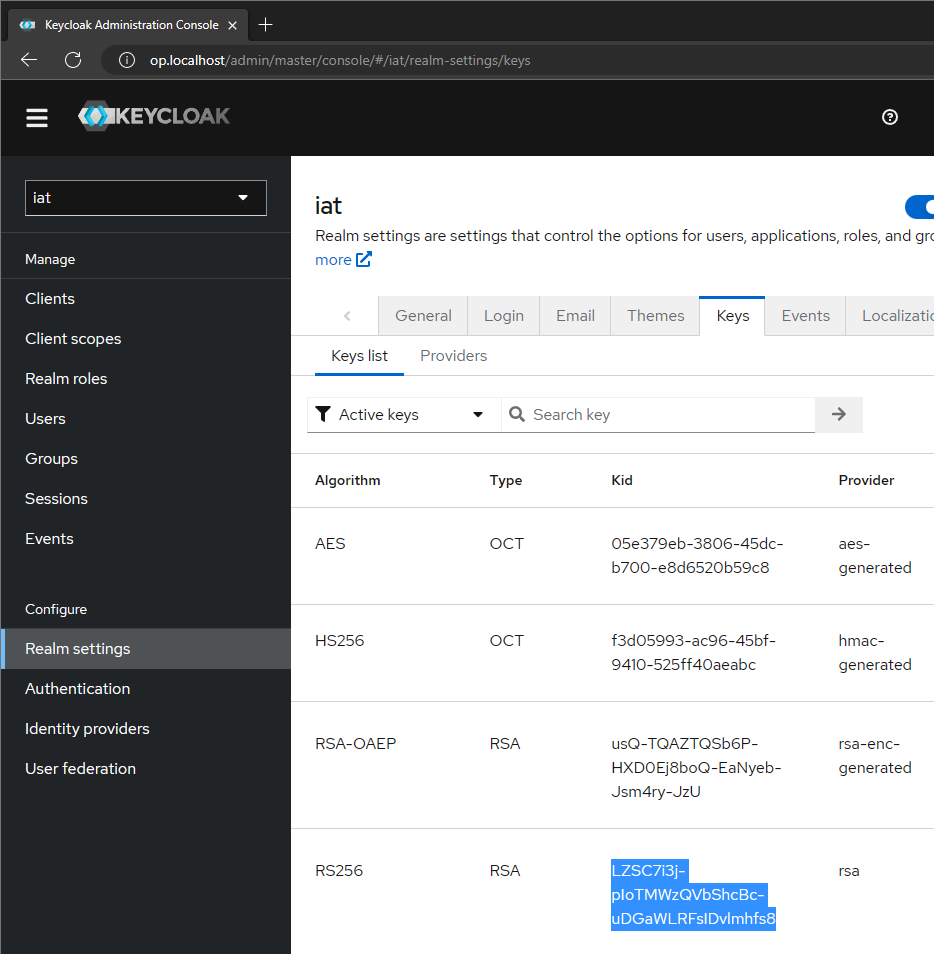 Keycloak Administration Console
op.localhost/admin/master/console/#/iat/realm-settings/keys
KEYCLOAK
iat
Manage
Clients
Client scopes
Realm roles
Users
Groups
Sessions
Events
Configure
Realm settings
Authentication
Identity providers
User federation
iat
Realm settings are settings that control the options for users, applications, roles, and gro
more
General Login Email Themes Keys Events Localizatio
Keys list Providers
Active keys Search key
Algorithm Type Kid Provider
AES OCT 05e379eb-3806-45dc- aes-
b700-e8d6520b59c8 generated
HS256 OCT f3d05993-ac96-45bf- hmac-
9410-525ff40aeabc generated
RSA-OAEP RSA usQ-TQAZTQSb6P- rsa-enc-
HXD0Ej8boQ-EaNyeb- generated
Jsm4ry-JzU
RS256 RSA LZSC7i3j- rsa
pIoTMWzQVbShcBc-
uDGaWLRFsIDvImhfs8